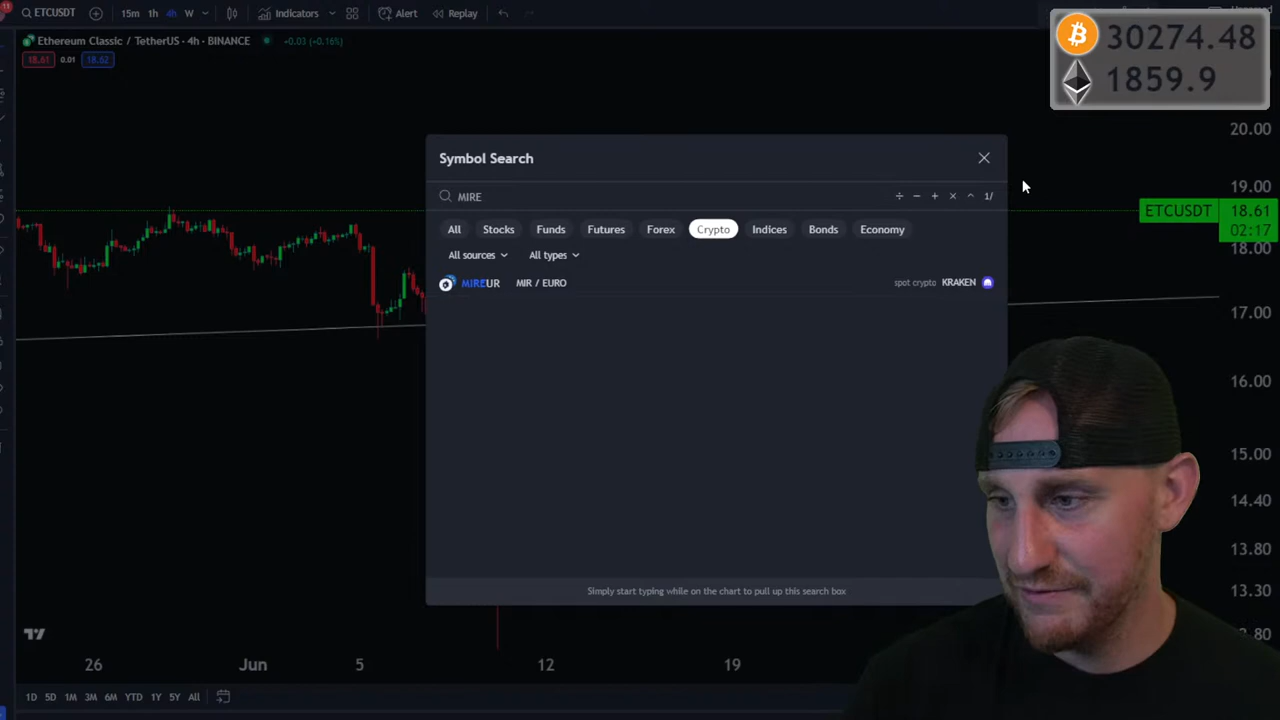 11
ETCUSDT
15m 1h 4h W
Indicators
Alert
Replay
30274.48
1859.9
Ethereum Classic / TetherUS · 4h · BINANCE
+0.03 (+0.16%)
18.61 0.01 18.62
20.00
Symbol Search
19.00
MIRE
÷ − + × ^ 1/
ETCUSDT 18.61
02:17
All Stocks Funds Futures Forex Crypto Indices Bonds Economy
18.00
All sources
All types
MIREUR MIR / EURO spot crypto KRAKEN
17.00
16.00
15.00
14.40
13.80
13.30
Simply start typing while on the chart to pull up this search box
26 Jun 5 12 19
1D 5D 1M 3M 6M YTD 1Y 5Y All